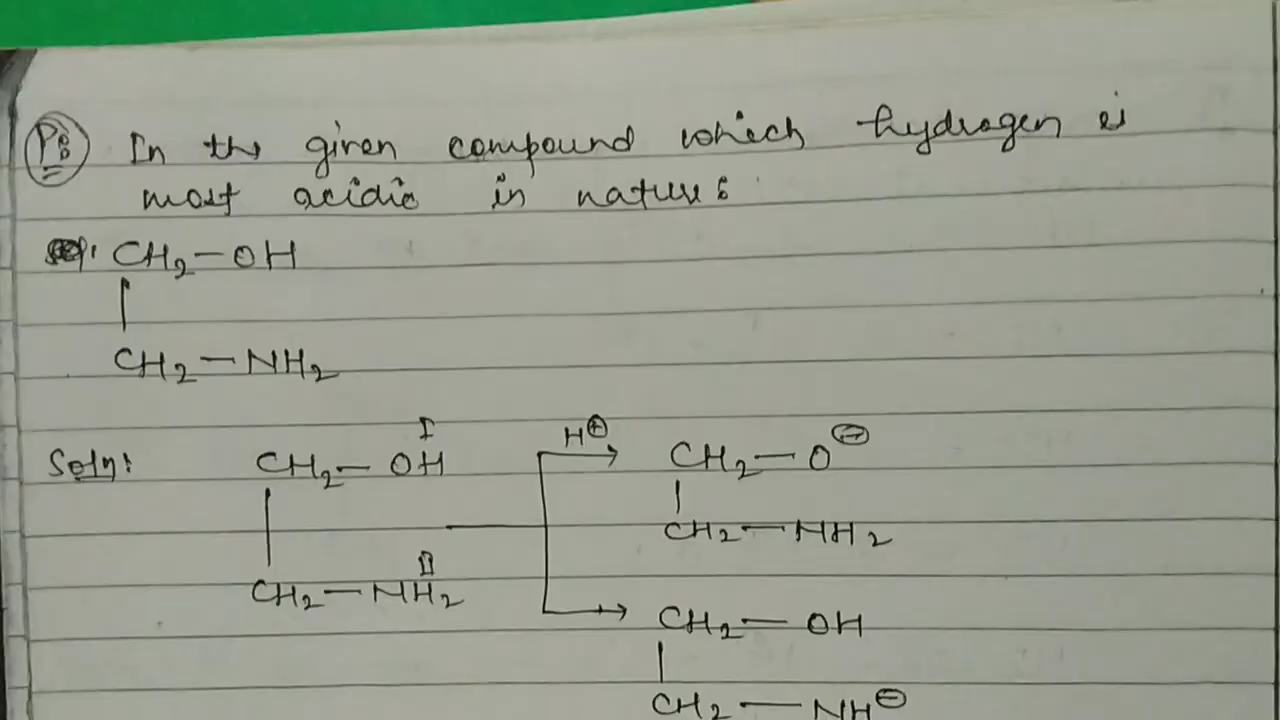 P:
In the given compound which hydrogen is
most acidic in nature:
CH₂—OH
|
CH₂—NH₂
Soln:
I
CH₂—OH
|
II
CH₂—NH₂
H⊕
CH₂—O⊖
|
CH₂—NH₂
CH₂—OH
|
CH₂—NH⊖